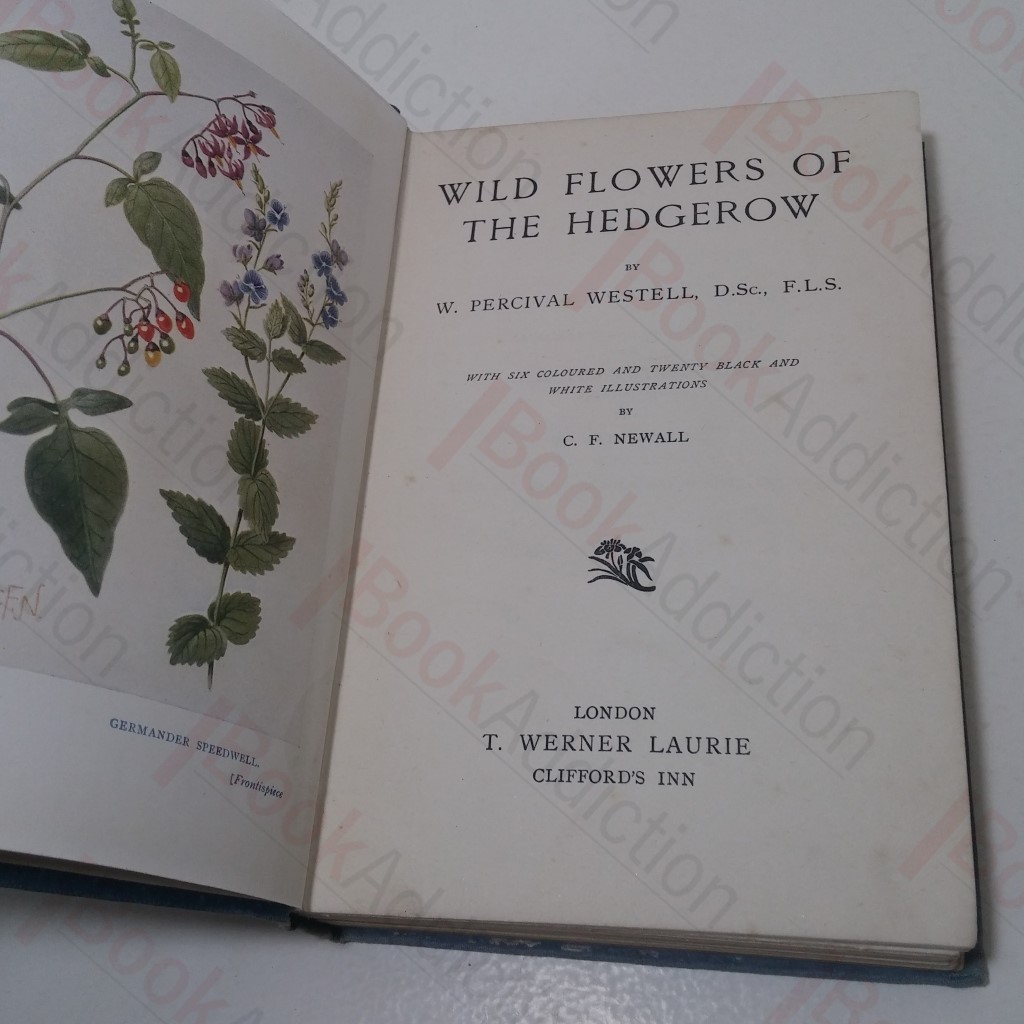 F.N.
GERMANDER SPEEDWELL.
[Frontispiece
WILD FLOWERS OF
THE HEDGEROW
BY
W. PERCIVAL WESTELL, D.Sc., F.L.S.
WITH SIX COLOURED AND TWENTY BLACK AND
WHITE ILLUSTRATIONS
BY
C. F. NEWALL
LONDON
T. WERNER LAURIE
CLIFFORD'S INN
BookAddiction